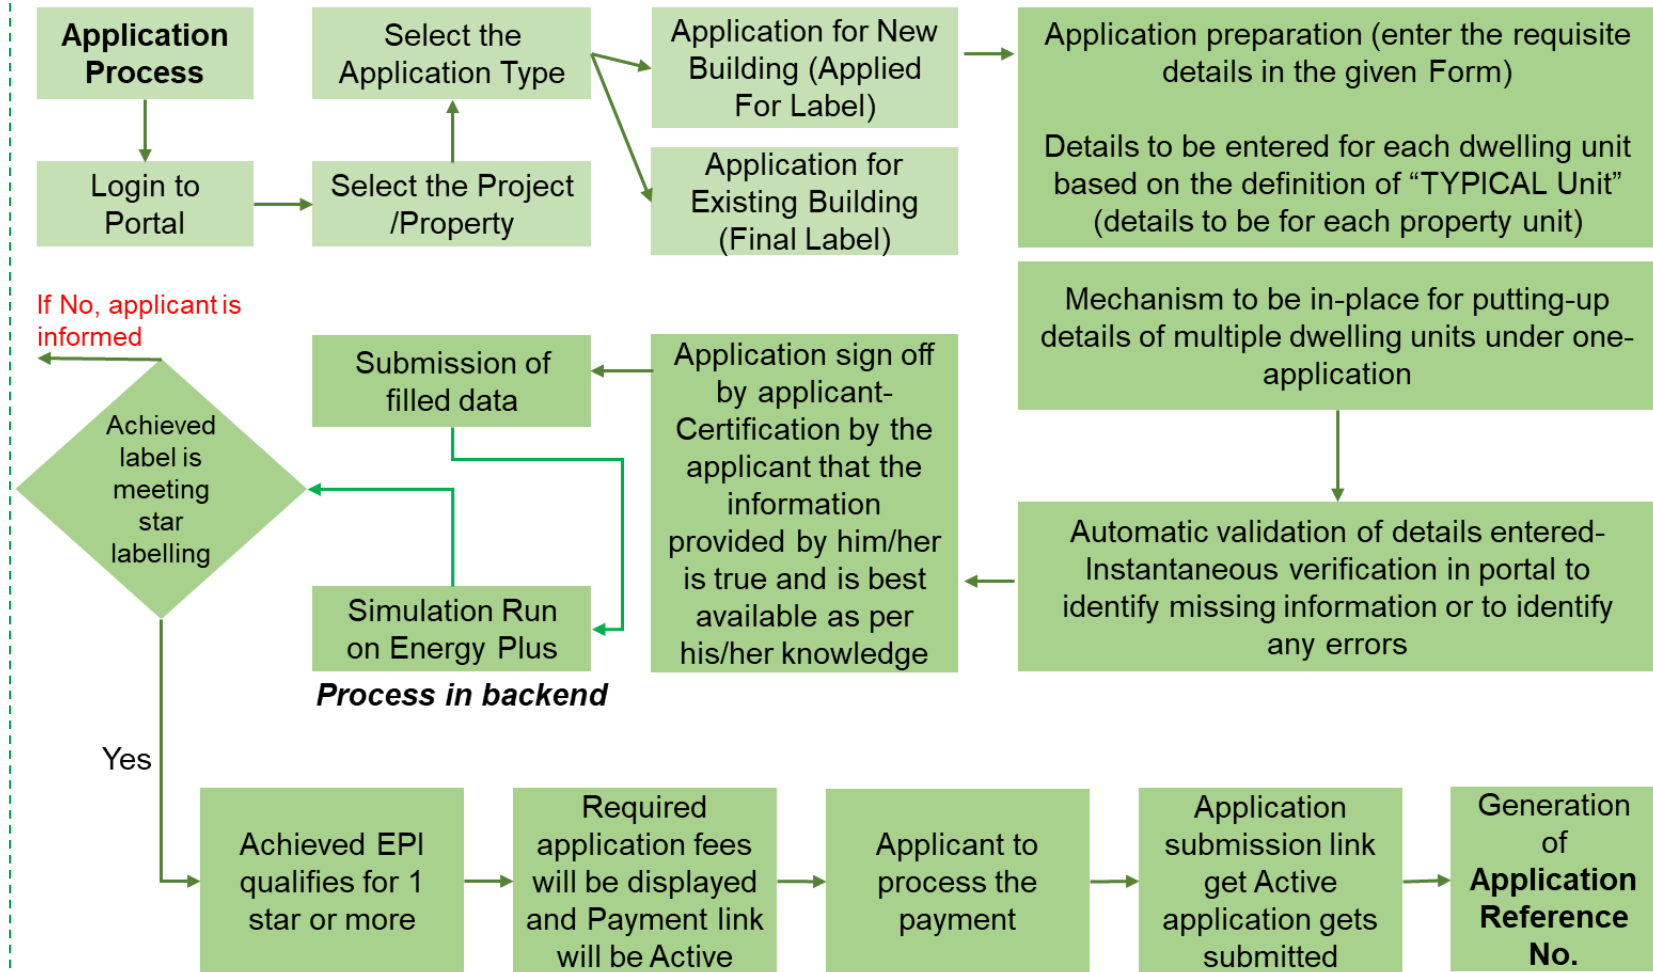 Application
Process
Login to
Portal
Select the Project
/Property
Select the
Application Type
Application for New
Building (Applied
For Label)
Application for
Existing Building
(Final Label)
Application preparation (enter the requisite
details in the given Form)
Details to be entered for each dwelling unit
based on the definition of “TYPICAL Unit”
(details to be for each property unit)
Mechanism to be in-place for putting-up
details of multiple dwelling units under one-
application
Automatic validation of details entered-
Instantaneous verification in portal to
identify missing information or to identify
any errors
Application sign off
by applicant-
Certification by the
applicant that the
information
provided by him/her
is true and is best
available as per
his/her knowledge
Submission of
filled data
Simulation Run
on Energy Plus
Process in backend
Achieved
label is
meeting
star
labelling
If No, applicant is
informed
Yes
Achieved EPI
qualifies for 1
star or more
Required
application fees
will be displayed
and Payment link
will be Active
Applicant to
process the
payment
Application
submission link
get Active
application gets
submitted
Generation
of
Application
Reference
No.